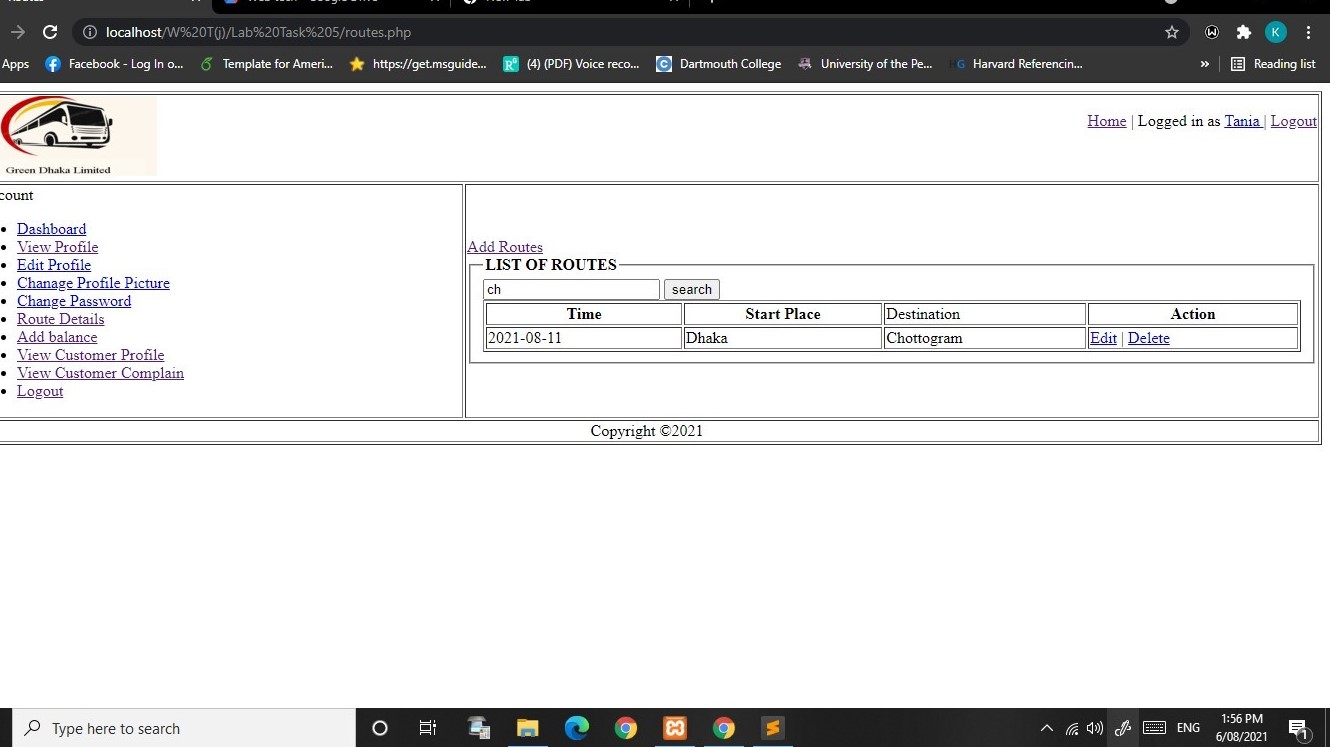 localhost/W%20T(j)/Lab%20Task%205/routes.php
K
Apps Facebook - Log In o... Template for Ameri... https://get.msguide... (4) (PDF) Voice reco... Dartmouth College University of the Pe... Harvard Referencin... » Reading list
Green Dhaka Limited
Home | Logged in as Tania | Logout
count
Dashboard
View Profile
Edit Profile
Chanage Profile Picture
Change Password
Route Details
Add balance
View Customer Profile
View Customer Complain
Logout
Add Routes
LIST OF ROUTES
ch search
Time Start Place Destination Action
2021-08-11 Dhaka Chottogram Edit | Delete
Copyright ©2021
Type here to search
ENG
1:56 PM
6/08/2021
1